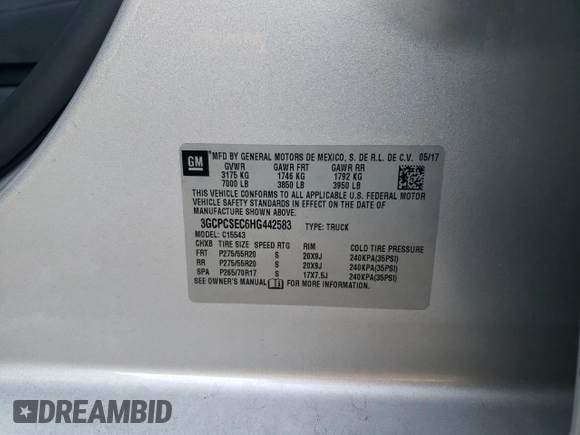 GM MFD BY GENERAL MOTORS DE MEXICO, S. DE R.L. DE C.V. 05/17
GVWR GAWR FRT GAWR RR
3175 KG 1746 KG 1792 KG
7000 LB 3850 LB 3950 LB
THIS VEHICLE CONFORMS TO ALL APPLICABLE U.S. FEDERAL MOTOR
VEHICLE SAFETY STANDARDS IN EFFECT ON THE DATE OF
MANUFACTURE SHOWN ABOVE.
3GCPCSEC6HG442583 TYPE: TRUCK
MODEL: C15543
CHXB TIRE SIZE SPEED RTG RIM COLD TIRE PRESSURE
FRT P275/55R20 S 20X9J 240KPA(35PSI)
RR P275/55R20 S 20X9J 240KPA(35PSI)
SPA P265/70R17 S 17X7.5J 240KPA(35PSI)
SEE OWNER'S MANUAL FOR MORE INFORMATION.
DREAMBID